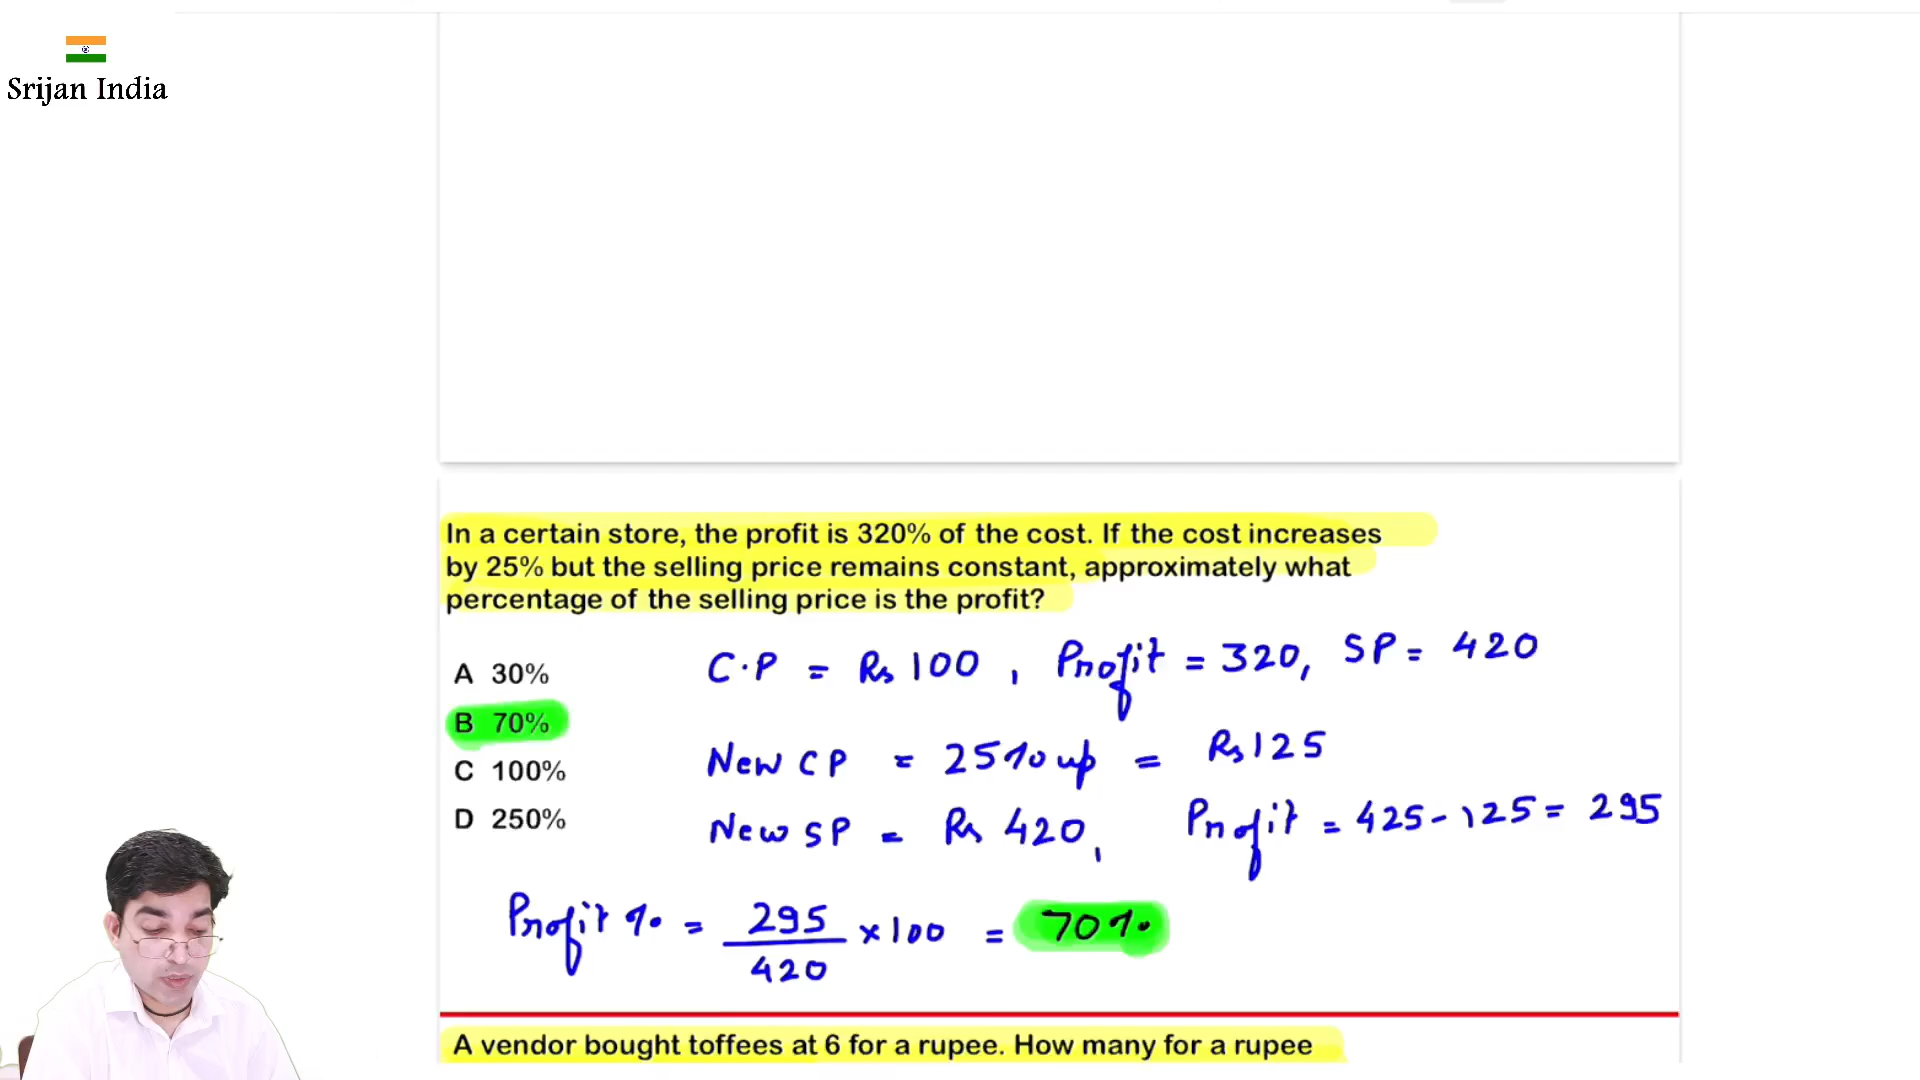 Srijan India
In a certain store, the profit is 320% of the cost. If the cost increases
by 25% but the selling price remains constant, approximately what
percentage of the selling price is the profit?
A 30%
B 70%
C 100%
D 250%
C.P = Rs 100, Profit = 320, SP = 420
New CP = 25% up = Rs 125
New SP = Rs 420, Profit = 425 - 125 = 295
Profit % = 295/420 × 100 = 70%
A vendor bought toffees at 6 for a rupee. How many for a rupee